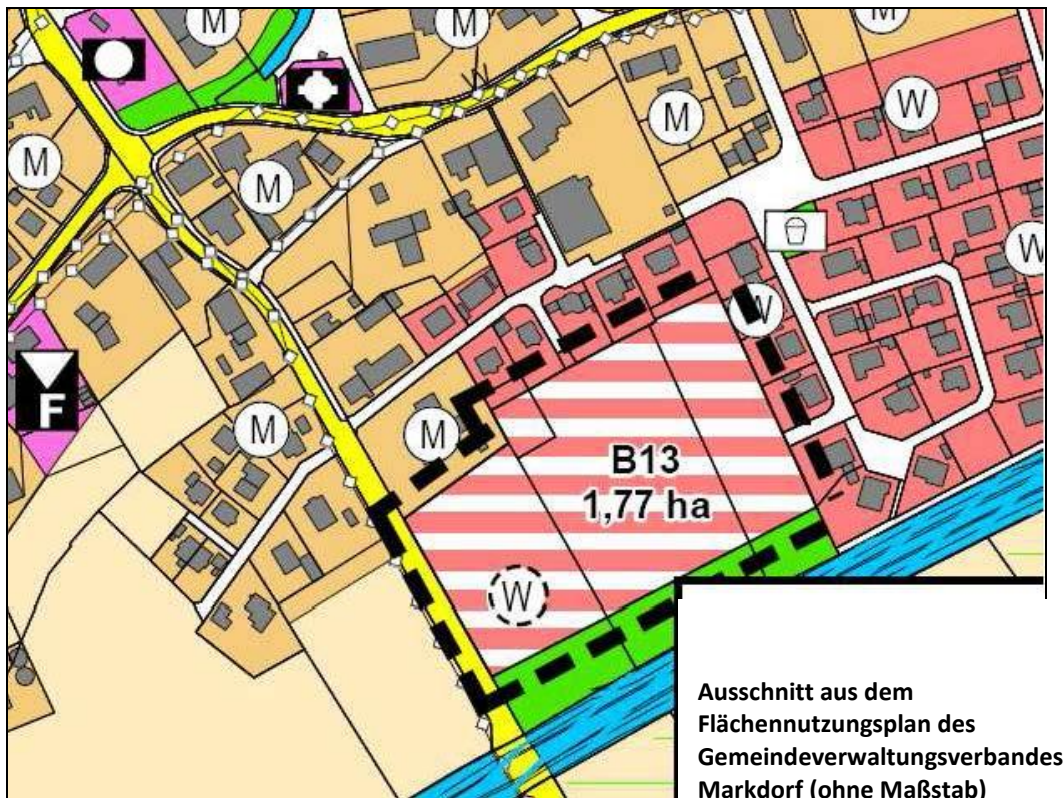 M
M
M
W
M
M
M
W
W
F
M
M
B13
1,77 ha
W
Ausschnitt aus dem
Flächennutzungsplan des
Gemeindeverwaltungsverbandes
Markdorf (ohne Maßstab)